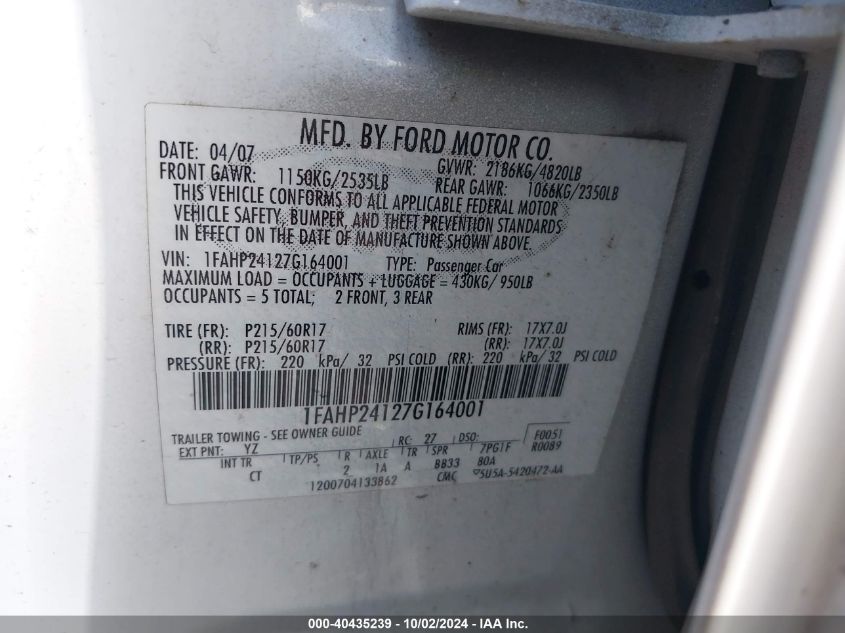 MFD. BY FORD MOTOR CO.
DATE: 04/07 GVWR: 2186KG/4820LB
FRONT GAWR: 1150KG/2535LB REAR GAWR: 1066KG/2350LB
THIS VEHICLE CONFORMS TO ALL APPLICABLE FEDERAL MOTOR
VEHICLE SAFETY, BUMPER, AND THEFT PREVENTION STANDARDS
IN EFFECT ON THE DATE OF MANUFACTURE SHOWN ABOVE.
VIN: 1FAHP24127G164001 TYPE: Passenger Car
MAXIMUM LOAD = OCCUPANTS + LUGGAGE = 430KG/ 950LB
OCCUPANTS = 5 TOTAL; 2 FRONT, 3 REAR
TIRE (FR): P215/60R17 RIMS (FR): 17X7.0J
(RR): P215/60R17 (RR): 17X7.0J
PRESSURE (FR): 220 kPa/ 32 PSI COLD (RR): 220 kPa/ 32 PSI COLD
1FAHP24127G164001
TRAILER TOWING - SEE OWNER GUIDE F0051
EXT PNT: YZ RC: 27 DSO: R0089
INT TR TP/PS R AXLE TR SPR 7PG1F
CT 2 1A A BB33 80A
1200704133862 CMC 5U5A-5420472-AA
000-40435239 - 10/02/2024 - IAA Inc.